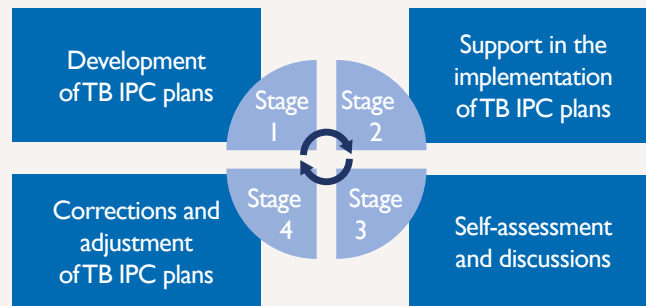 Development
of TB IPC plans
Stage
1
Stage
2
Support in the
implementation
of TB IPC plans
Corrections and
adjustment
of TB IPC plans
Stage
4
Stage
3
Self-assessment
and discussions